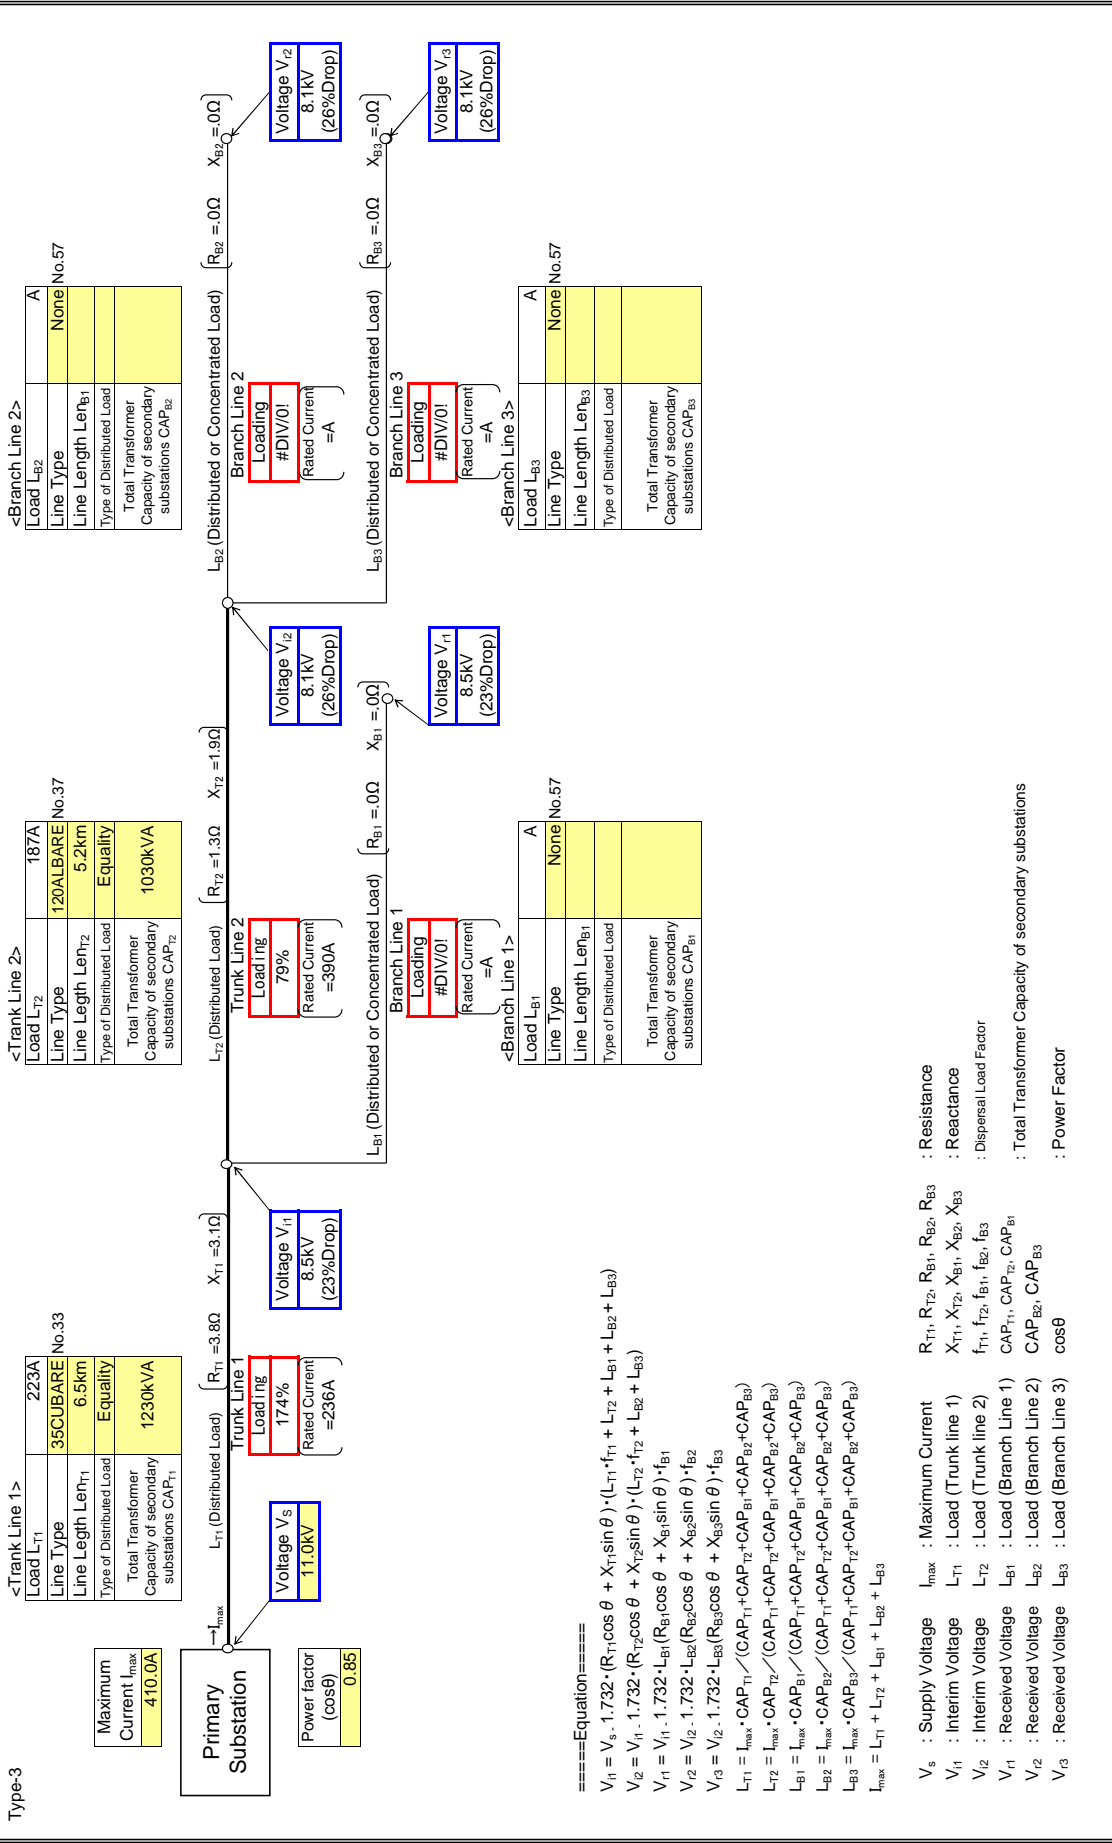 Type-3
Maximum
Current Imax
410.0A
Primary
Substation
Power factor
(cosθ)
0.85
→Imax
Voltage VS
11.0kV
<Trank Line 1>
Load LT1 223A
Line Type 35CUBARE No.33
Line Legth LenT1 6.5km
Type of Distributed Load Equality
Total Transformer
Capacity of secondary
substations CAPT1
1230kVA
LT1 (Distributed Load) RT1 =3.8Ω XT1 =3.1Ω
Trunk Line 1
Loading
174%
Rated Current
=236A
Voltage Vi1
8.5kV
(23%Drop)
<Trank Line 2>
Load LT2 187A
Line Type 120ALBARE No.37
Line Legth LenT2 5.2km
Type of Distributed Load Equality
Total Transformer
Capacity of secondary
substations CAPT2
1030kVA
LT2 (Distributed Load) RT2 =1.3Ω XT2 =1.9Ω
Trunk Line 2
Loading
79%
Rated Current
=390A
Voltage Vi2
8.1kV
(26%Drop)
LB1 (Distributed or Concentrated Load) RB1 =.0Ω XB1 =.0Ω
Branch Line 1
Loading
#DIV/0!
Rated Current
=A
Voltage Vr1
8.5kV
(23%Drop)
<Branch Line 1>
Load LB1 A
Line Type None No.57
Line Length LenB1
Type of Distributed Load
Total Transformer
Capacity of secondary
substations CAPB1
<Branch Line 2>
Load LB2 A
Line Type None No.57
Line Length LenB1
Type of Distributed Load
Total Transformer
Capacity of secondary
substations CAPB2
LB2 (Distributed or Concentrated Load) RB2 =.0Ω XB2 =.0Ω
Branch Line 2
Loading
#DIV/0!
Rated Current
=A
Voltage Vr2
8.1kV
(26%Drop)
LB3 (Distributed or Concentrated Load) RB3 =.0Ω XB3 =.0Ω
Branch Line 3
Loading
#DIV/0!
Rated Current
=A
Voltage Vr3
8.1kV
(26%Drop)
<Branch Line 3>
Load LB3 A
Line Type None No.57
Line Length LenB3
Type of Distributed Load
Total Transformer
Capacity of secondary
substations CAPB3
=====Equation=====
Vi1 = Vs - 1.732・(RT1cos θ + XT1sin θ)・(LT1・fT1 + LT2 + LB1 + LB2 + LB3)
Vi2 = Vi1 - 1.732・(RT2cos θ + XT2sin θ)・(LT2・fT2 + LB2 + LB3)
Vr1 = Vi1 - 1.732・LB1(RB1cos θ + XB1sin θ)・fB1
Vr2 = Vi2 - 1.732・LB2(RB2cos θ + XB2sin θ)・fB2
Vr3 = Vi2 - 1.732・LB3(RB3cos θ + XB3sin θ)・fB3
LT1 = Imax・CAPT1／(CAPT1+CAPT2+CAPB1+CAPB2+CAPB3)
LT2 = Imax・CAPT2／(CAPT1+CAPT2+CAPB1+CAPB2+CAPB3)
LB1 = Imax・CAPB1／(CAPT1+CAPT2+CAPB1+CAPB2+CAPB3)
LB2 = Imax・CAPB2／(CAPT1+CAPT2+CAPB1+CAPB2+CAPB3)
LB3 = Imax・CAPB3／(CAPT1+CAPT2+CAPB1+CAPB2+CAPB3)
Imax = LT1 + LT2 + LB1 + LB2 + LB3
Vs : Supply Voltage Imax : Maximum Current RT1, RT2, RB1, RB2, RB3 : Resistance
Vi1 : Interim Voltage LT1 : Load (Trunk line 1) XT1, XT2, XB1, XB2, XB3 : Reactance
Vi2 : Interim Voltage LT2 : Load (Trunk line 2) fT1, fT2, fB1, fB2, fB3 : Dispersal Load Factor
Vr1 : Received Voltage LB1 : Load (Branch Line 1) CAPT1, CAPT2, CAPB1
Vr2 : Received Voltage LB2 : Load (Branch Line 2) CAPB2, CAPB3 : Total Transformer Capacity of secondary substations
Vr3 : Received Voltage LB3 : Load (Branch Line 3) cosθ : Power Factor